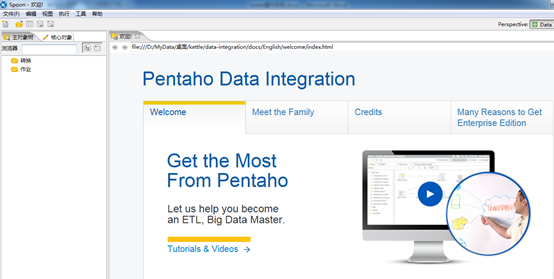 Spoon - 欢迎!
文件(F) 编辑 视图 执行 工具 帮助
Perspective: Data
主对象树 核心对象 欢迎!
浏览器
file:///D:/MyData/桌面/kettle/data-integration/docs/English/welcome/index.html
转换
作业
Pentaho Data Integration
Welcome
Meet the Family
Credits
Many Reasons to Get
Enterprise Edition
Get the Most
From Pentaho
Let us help you become
an ETL, Big Data Master.
Tutorials & Videos →